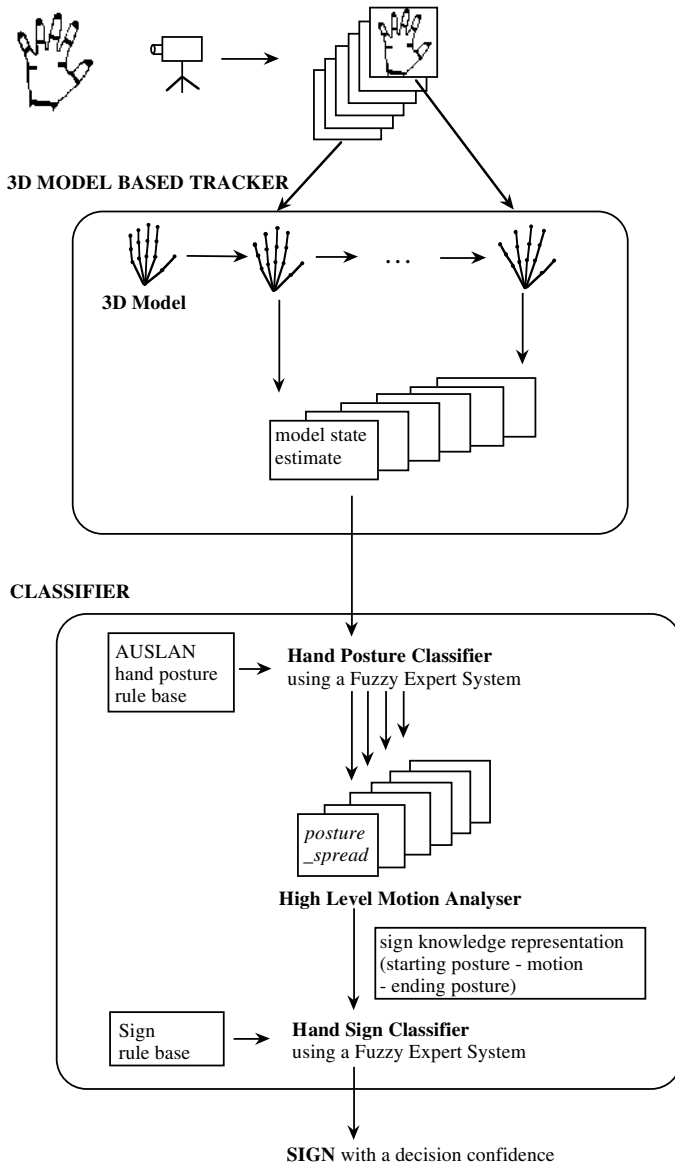 3D MODEL BASED TRACKER
...
3D Model
model state
estimate
CLASSIFIER
AUSLAN
hand posture
rule base
Hand Posture Classifier
using a Fuzzy Expert System
posture
_spread
High Level Motion Analyser
sign knowledge representation
(starting posture - motion
- ending posture)
Sign
rule base
Hand Sign Classifier
using a Fuzzy Expert System
SIGN with a decision confidence